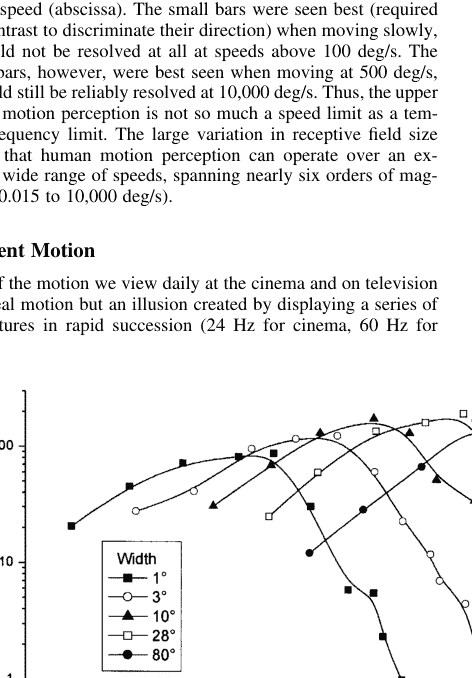 speed (abscissa). The small bars were seen best (required
contrast to discriminate their direction) when moving slowly,
could not be resolved at all at speeds above 100 deg/s. The
bars, however, were best seen when moving at 500 deg/s,
could still be reliably resolved at 10,000 deg/s. Thus, the upper
motion perception is not so much a speed limit as a tem-
frequency limit. The large variation in receptive field size
that human motion perception can operate over an ex-
wide range of speeds, spanning nearly six orders of mag-
0.015 to 10,000 deg/s).
ent Motion
f the motion we view daily at the cinema and on television
eal motion but an illusion created by displaying a series of
tures in rapid succession (24 Hz for cinema, 60 Hz for
00
10
1
Width
1°
3°
10°
28°
80°